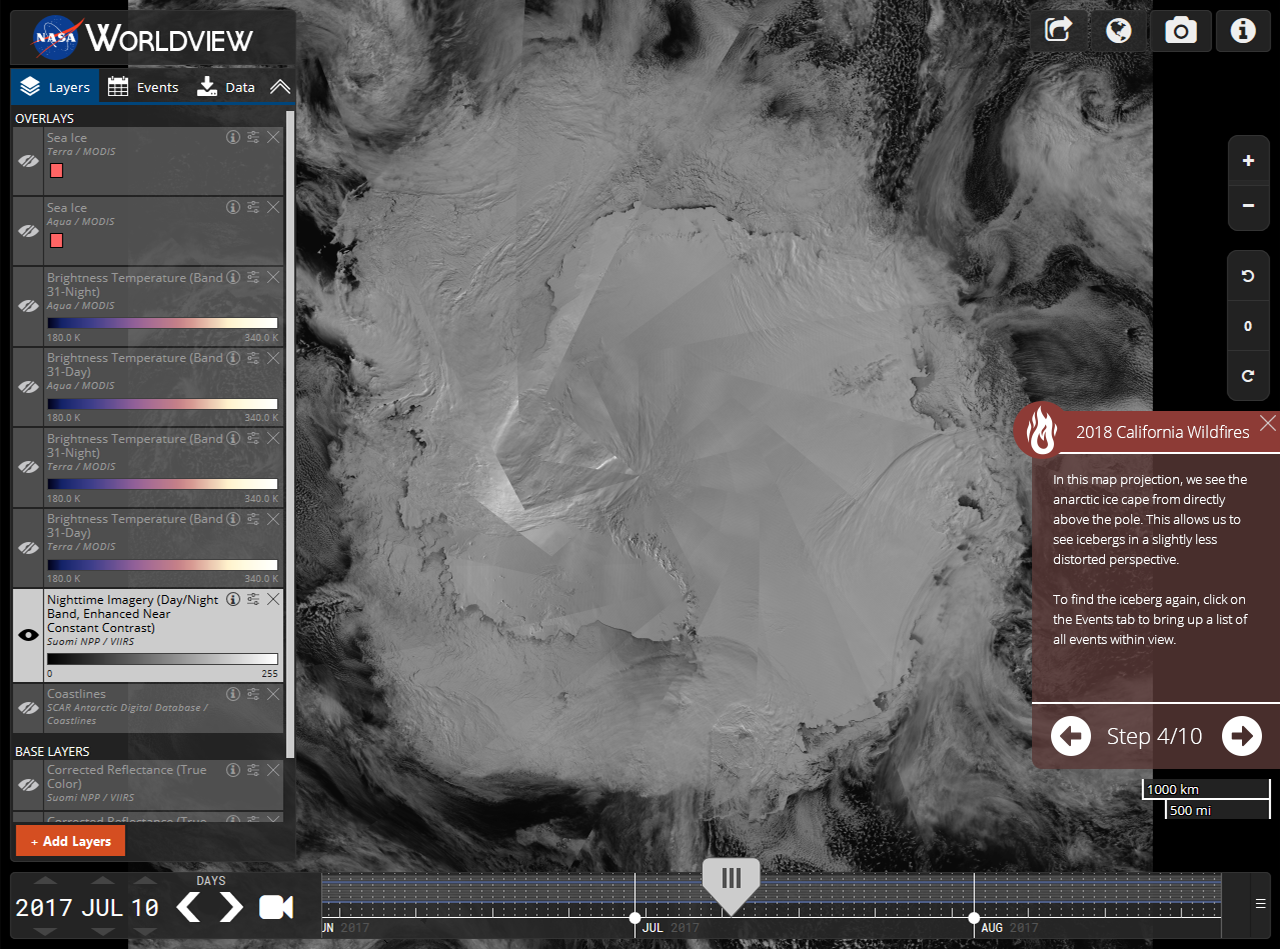 NASA WORLDVIEW
Layers Events Data
OVERLAYS
Sea Ice
Terra / MODIS
Sea Ice
Aqua / MODIS
Brightness Temperature (Band
31-Night)
Aqua / MODIS
180.0 K 340.0 K
Brightness Temperature (Band
31-Day)
Aqua / MODIS
180.0 K 340.0 K
Brightness Temperature (Band
31-Night)
Terra / MODIS
180.0 K 340.0 K
Brightness Temperature (Band
31-Day)
Terra / MODIS
180.0 K 340.0 K
Nighttime Imagery (Day/Night
Band, Enhanced Near
Constant Contrast)
Suomi NPP / VIIRS
0 255
Coastlines
SCAR Antarctic Digital Database /
Coastlines
BASE LAYERS
Corrected Reflectance (True
Color)
Suomi NPP / VIIRS
Corrected Reflectance (True
+ Add Layers
0
2018 California Wildfires
In this map projection, we see the
anarctic ice cape from directly
above the pole. This allows us to
see icebergs in a slightly less
distorted perspective.
To find the iceberg again, click on
the Events tab to bring up a list of
all events within view.
Step 4/10
1000 km
500 mi
DAYS
2017 JUL 10
UN 2017 JUL 2017 AUG 2017